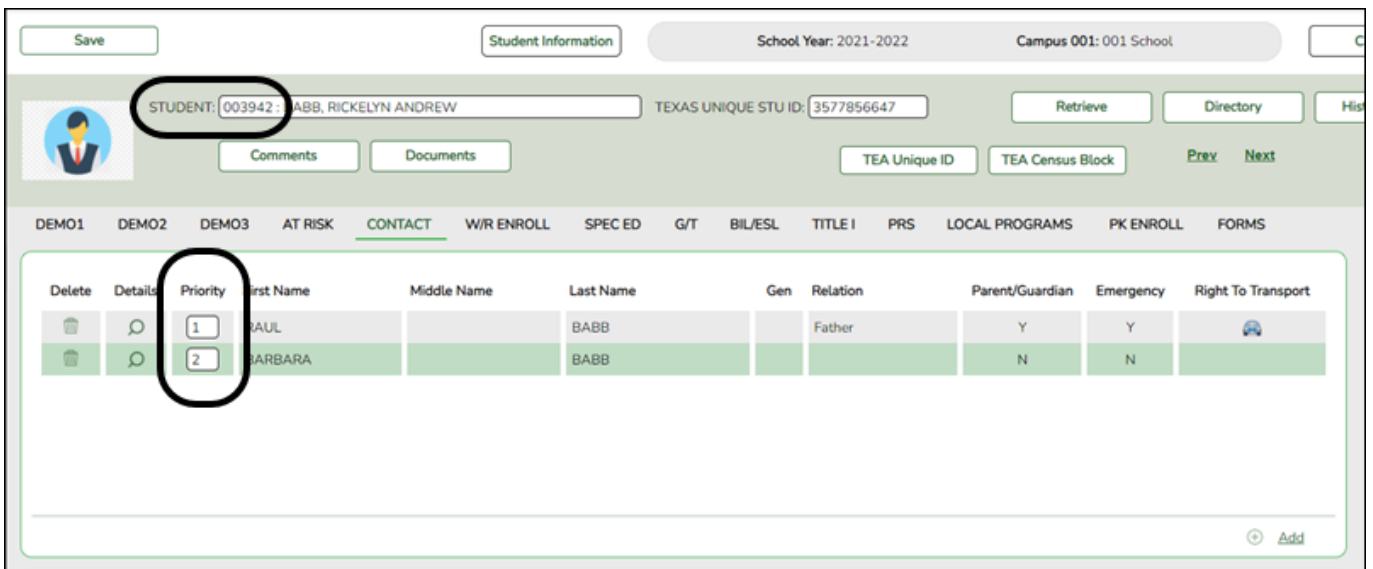 Save Student Information School Year: 2021-2022 Campus 001: 001 School
STUDENT: 003942 : ABB, RICKELYN ANDREW TEXAS UNIQUE STU ID: 3577856647 Retrieve Directory
Comments Documents TEA Unique ID TEA Census Block Prev Next
DEMO1 DEMO2 DEMO3 AT RISK CONTACT W/R ENROLL SPEC ED G/T BIL/ESL TITLE I PRS LOCAL PROGRAMS PK ENROLL FORMS
Delete Details Priority First Name Middle Name Last Name Gen Relation Parent/Guardian Emergency Right To Transport
1 RAUL BABB Father Y Y
2 BARBARA BABB N N
Add